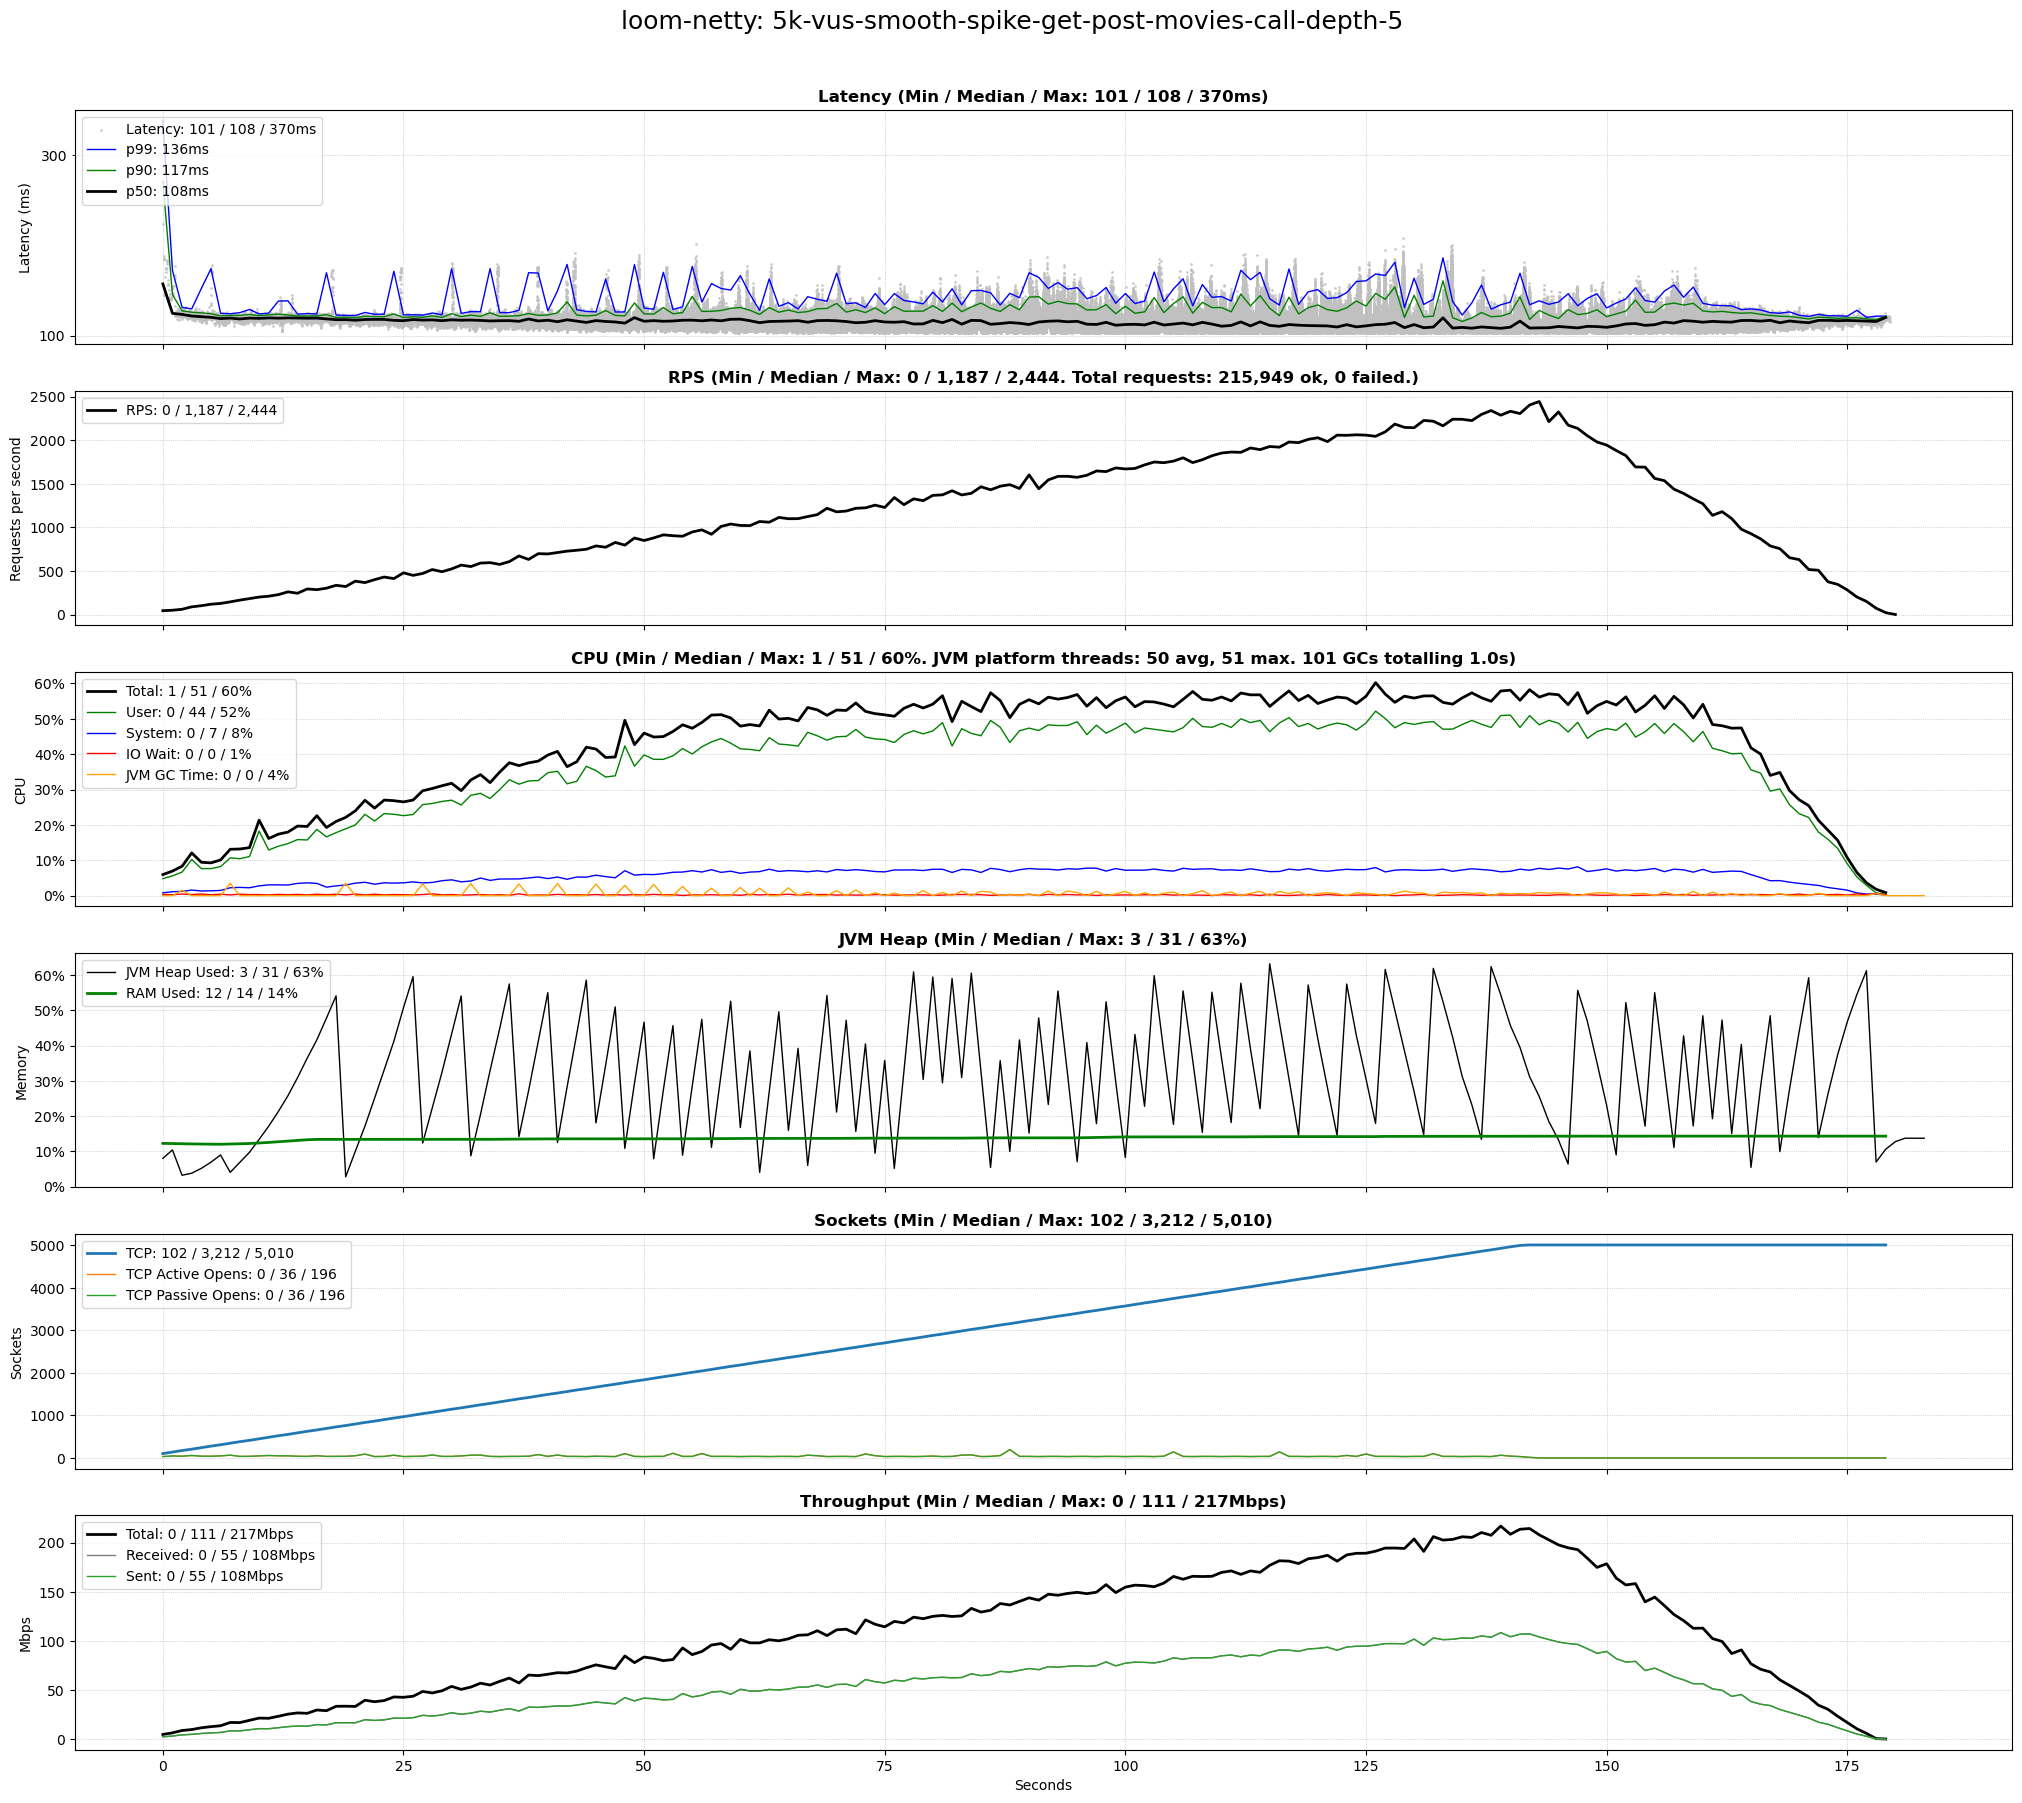 loom-netty: 5k-vus-smooth-spike-get-post-movies-call-depth-5
Latency (Min / Median / Max: 101 / 108 / 370ms)
Latency: 101 / 108 / 370ms
p99: 136ms
p90: 117ms
p50: 108ms
300
100
Latency (ms)
RPS (Min / Median / Max: 0 / 1,187 / 2,444. Total requests: 215,949 ok, 0 failed.)
RPS: 0 / 1,187 / 2,444
2500
2000
1500
1000
500
0
Requests per second
CPU (Min / Median / Max: 1 / 51 / 60%. JVM platform threads: 50 avg, 51 max. 101 GCs totalling 1.0s)
Total: 1 / 51 / 60%
User: 0 / 44 / 52%
System: 0 / 7 / 8%
IO Wait: 0 / 0 / 1%
JVM GC Time: 0 / 0 / 4%
60%
50%
40%
30%
20%
10%
0%
CPU
JVM Heap (Min / Median / Max: 3 / 31 / 63%)
JVM Heap Used: 3 / 31 / 63%
RAM Used: 12 / 14 / 14%
60%
50%
40%
30%
20%
10%
0%
Memory
Sockets (Min / Median / Max: 102 / 3,212 / 5,010)
TCP: 102 / 3,212 / 5,010
TCP Active Opens: 0 / 36 / 196
TCP Passive Opens: 0 / 36 / 196
5000
4000
3000
2000
1000
0
Sockets
Throughput (Min / Median / Max: 0 / 111 / 217Mbps)
Total: 0 / 111 / 217Mbps
Received: 0 / 55 / 108Mbps
Sent: 0 / 55 / 108Mbps
200
150
100
50
0
Mbps
0 25 50 75 100 125 150 175
Seconds